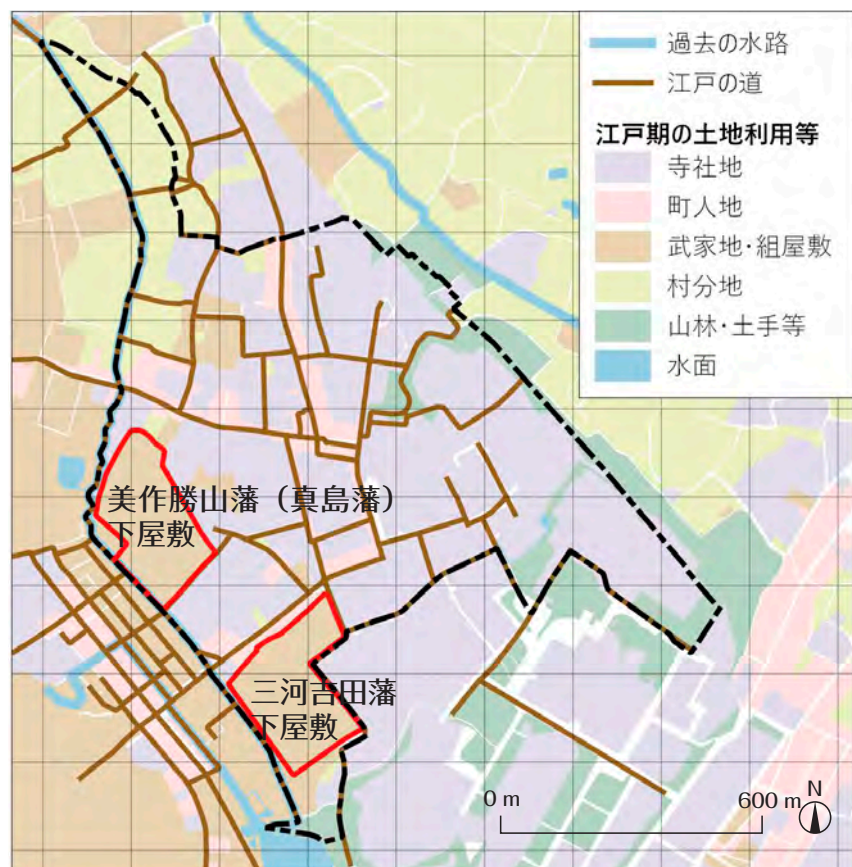 過去の水路
江戸の道
江戸期の土地利用等
寺社地
町人地
武家地・組屋敷
村分地
山林・土手等
水面
美作勝山藩（真島藩）
下屋敷
三河吉田藩
下屋敷
0 m
600 m
N